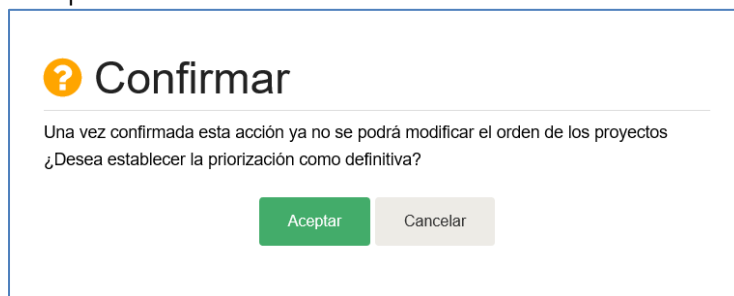 Confirmar
Una vez confirmada esta acción ya no se podrá modificar el orden de los proyectos
¿Desea establecer la priorización como definitiva?
Aceptar Cancelar